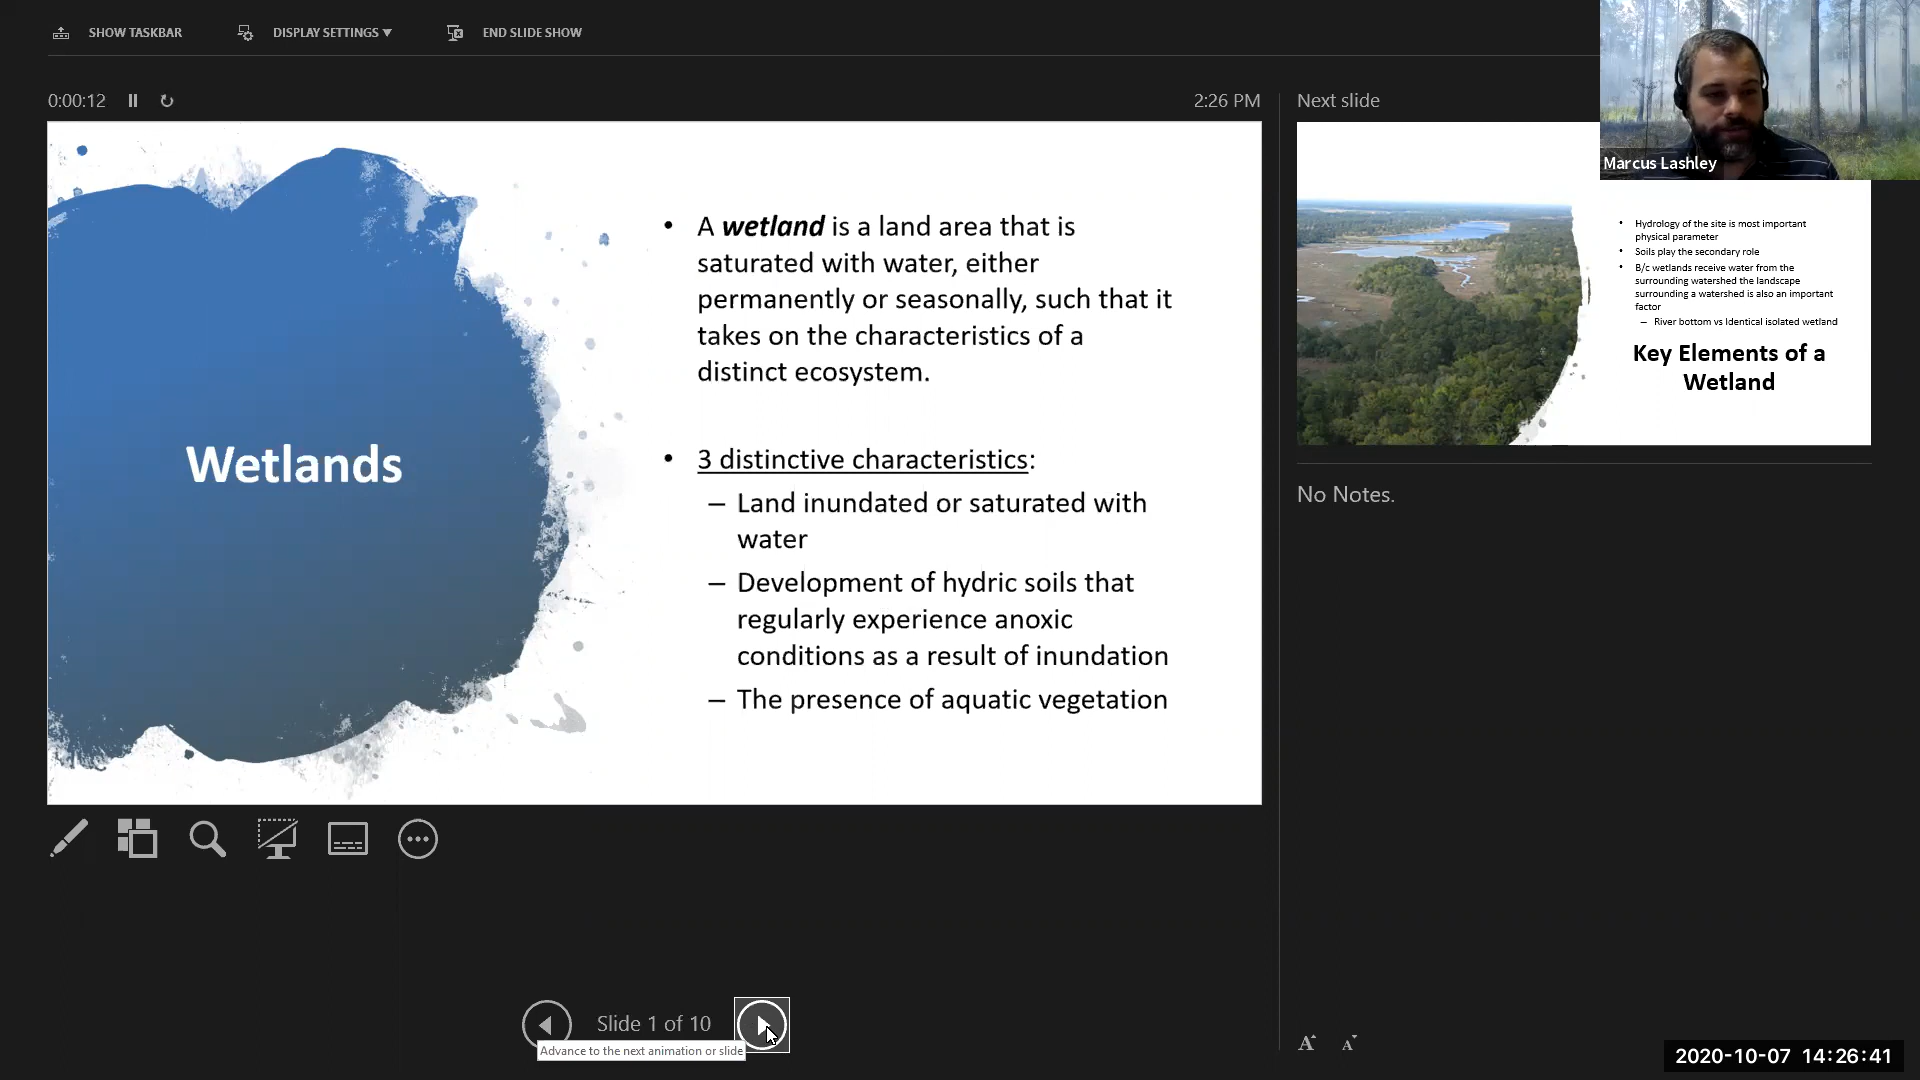 SHOW TASKBAR
DISPLAY SETTINGS ▼
END SLIDE SHOW
0:00:12
2:26 PM
Next slide
Marcus Lashley
Wetlands
• A wetland is a land area that is
saturated with water, either
permanently or seasonally, such that it
takes on the characteristics of a
distinct ecosystem.
• 3 distinctive characteristics:
– Land inundated or saturated with
water
– Development of hydric soils that
regularly experience anoxic
conditions as a result of inundation
– The presence of aquatic vegetation
• Hydrology of the site is most important
physical parameter
• Soils play the secondary role
• B/c wetlands receive water from the
surrounding watershed the landscape
surrounding a watershed is also an important
factor
– River bottom vs Identical isolated wetland
Key Elements of a
Wetland
No Notes.
Slide 1 of 10
Advance to the next animation or slide
A A
2020-10-07 14:26:41